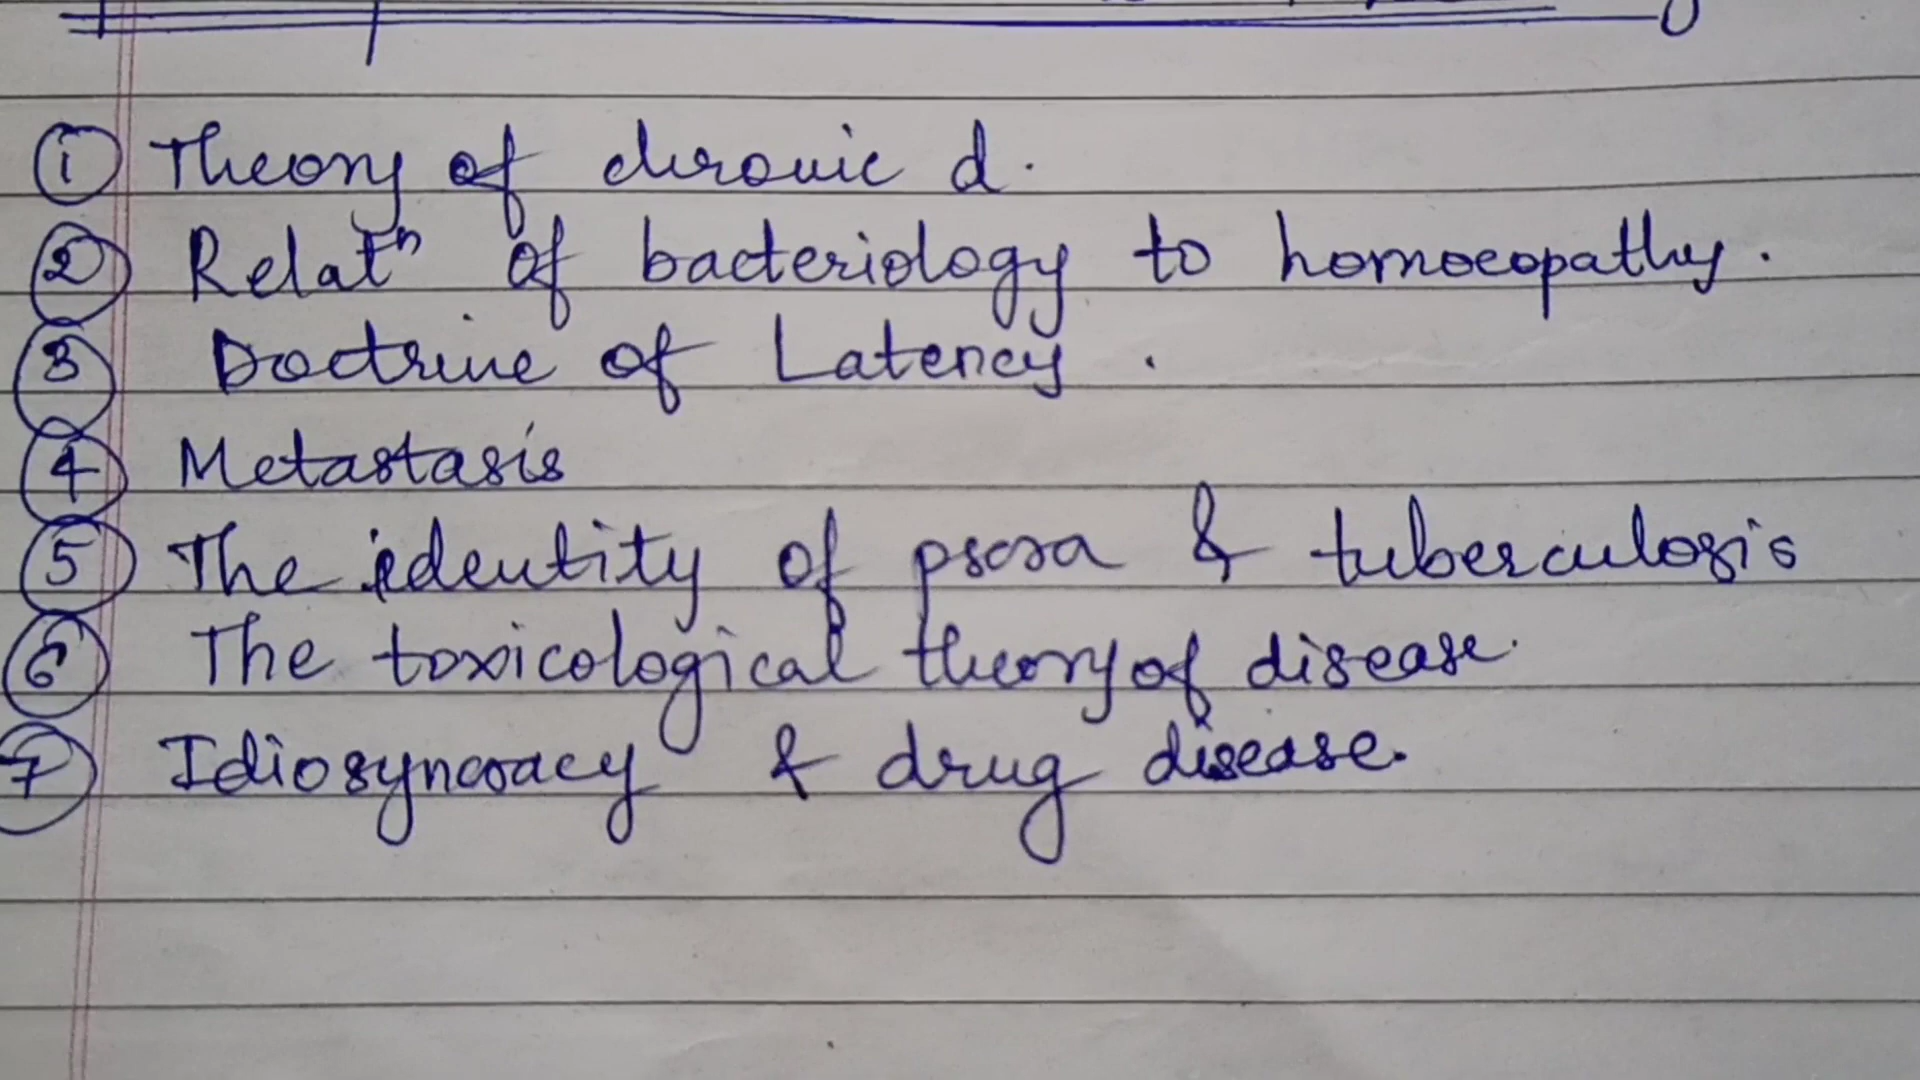 ① Theory of chronic d.
② Relatⁿ of bacteriology to homoeopathy.
③ Doctrine of Latency.
④ Metastasis
⑤ The identity of psora & tuberculosis
⑥ The toxicological theory of disease.
⑦ Idiosyncracy & drug disease.